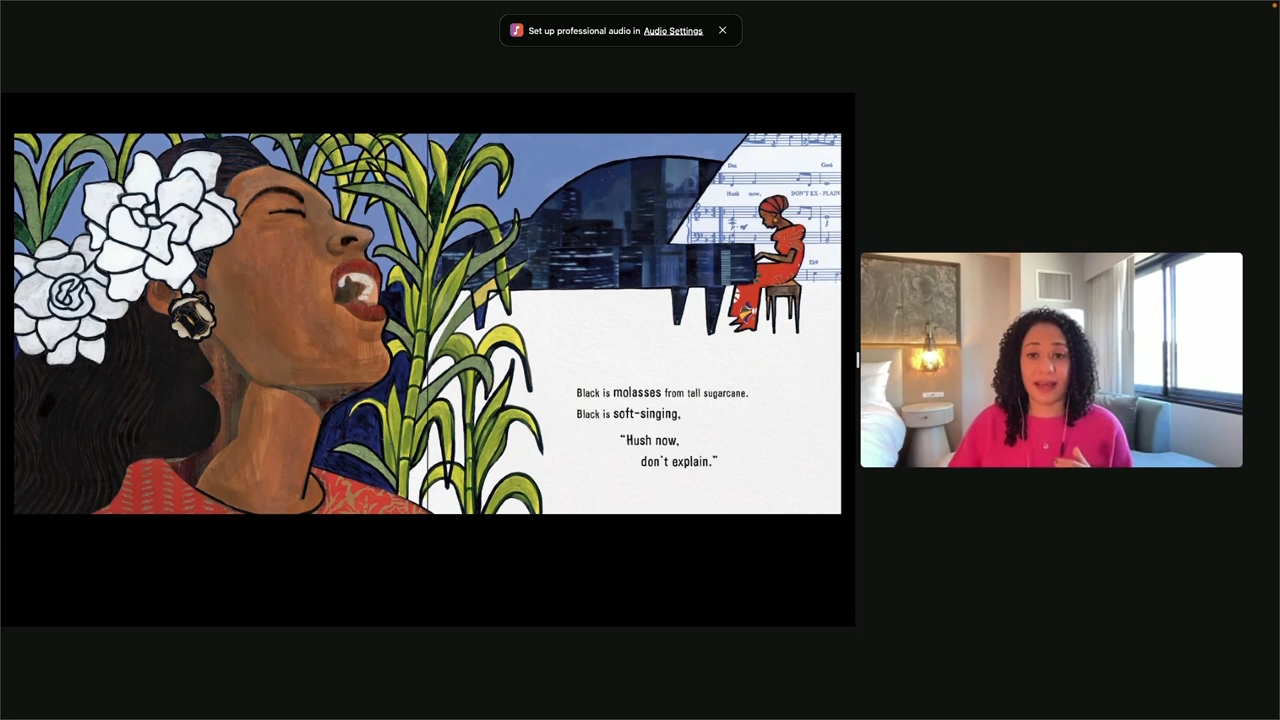 Set up professional audio in Audio Settings
Husk now, DON'T EX - PLAIN
Black is molasses from tall sugarcane.
Black is soft-singing,
“Hush now,
don't explain.”